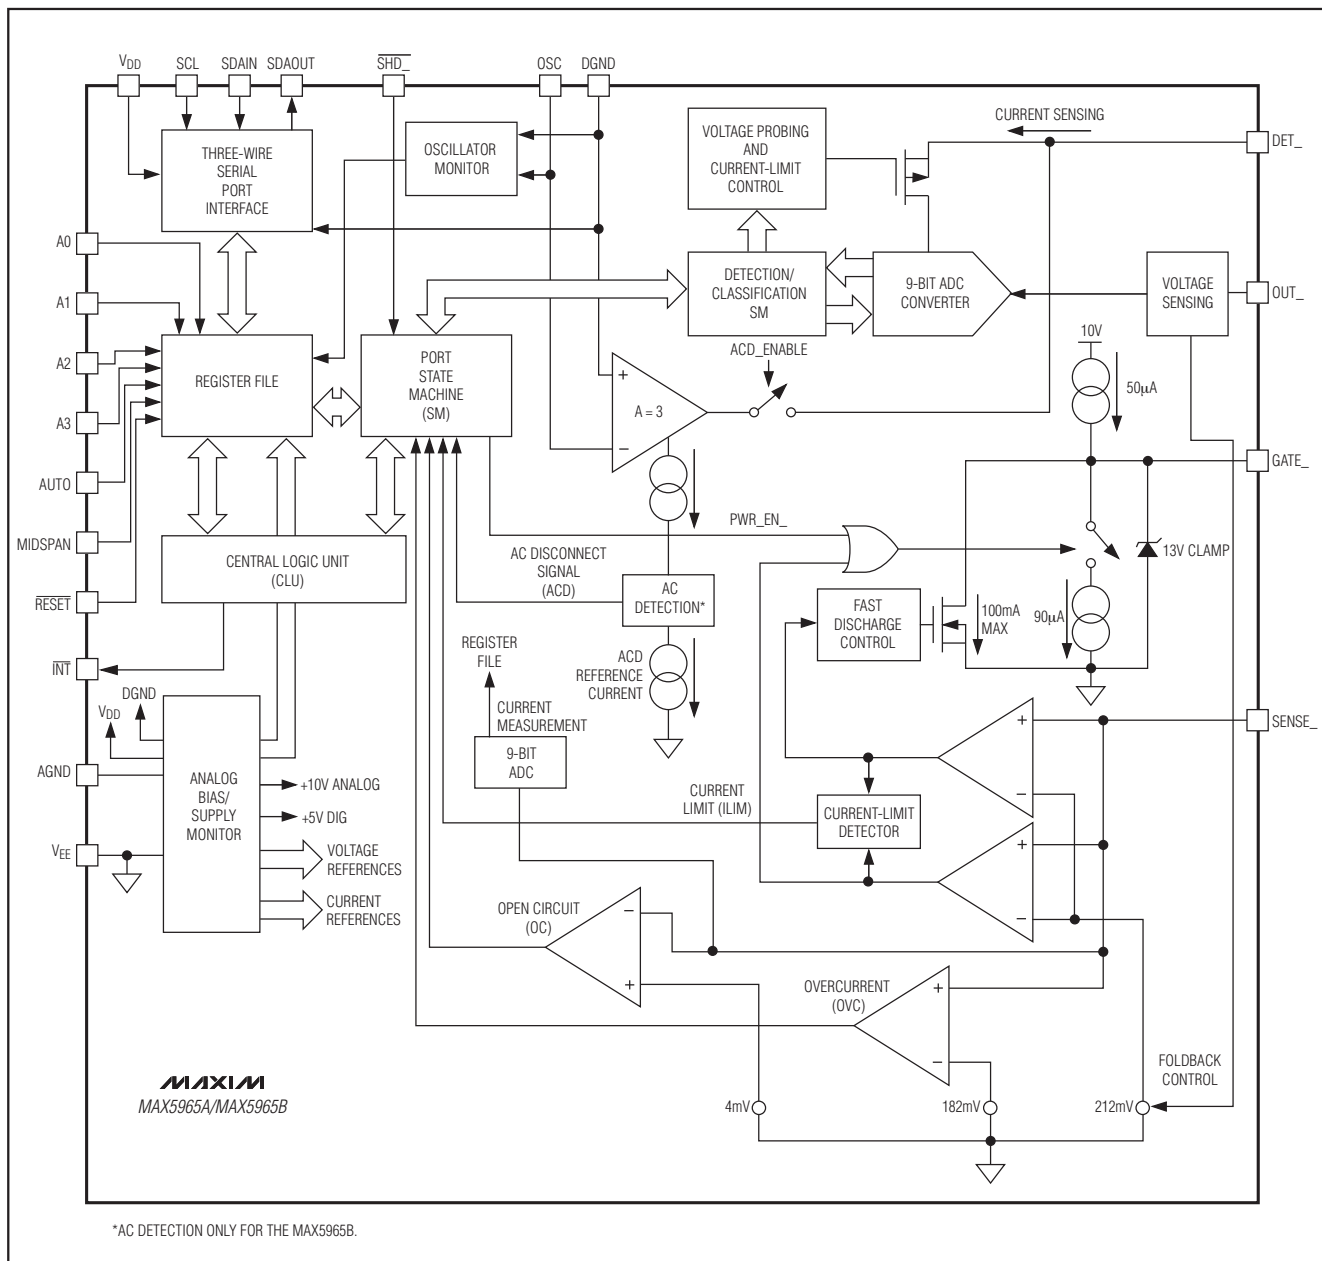 VDD
SCL
SDAIN
SDAOUT
SHD_
OSC
DGND
CURRENT SENSING
DET_
THREE-WIRE
SERIAL
PORT
INTERFACE
OSCILLATOR
MONITOR
VOLTAGE PROBING
AND
CURRENT-LIMIT
CONTROL
A0
A1
A2
A3
AUTO
MIDSPAN
RESET
INT
DETECTION/
CLASSIFICATION
SM
9-BIT ADC
CONVERTER
VOLTAGE
SENSING
OUT_
REGISTER FILE
PORT
STATE
MACHINE
(SM)
+
A = 3
−
ACD_ENABLE
10V
50μA
GATE_
PWR_EN_
13V CLAMP
CENTRAL LOGIC UNIT
(CLU)
AC DISCONNECT
SIGNAL
(ACD)
AC
DETECTION*
FAST
DISCHARGE
CONTROL
100mA
MAX
90μA
REGISTER
FILE
ACD
REFERENCE
CURRENT
CURRENT
MEASUREMENT
9-BIT
ADC
DGND
VDD
AGND
VEE
ANALOG
BIAS/
SUPPLY
MONITOR
+10V ANALOG
+5V DIG
VOLTAGE
REFERENCES
CURRENT
REFERENCES
CURRENT
LIMIT (ILIM)
CURRENT-LIMIT
DETECTOR
+
−
SENSE_
+
−
OPEN CIRCUIT
(OC)
−
+
OVERCURRENT
(OVC)
+
−
FOLDBACK
CONTROL
4mV
182mV
212mV
MAXIM
MAX5965A/MAX5965B
*AC DETECTION ONLY FOR THE MAX5965B.